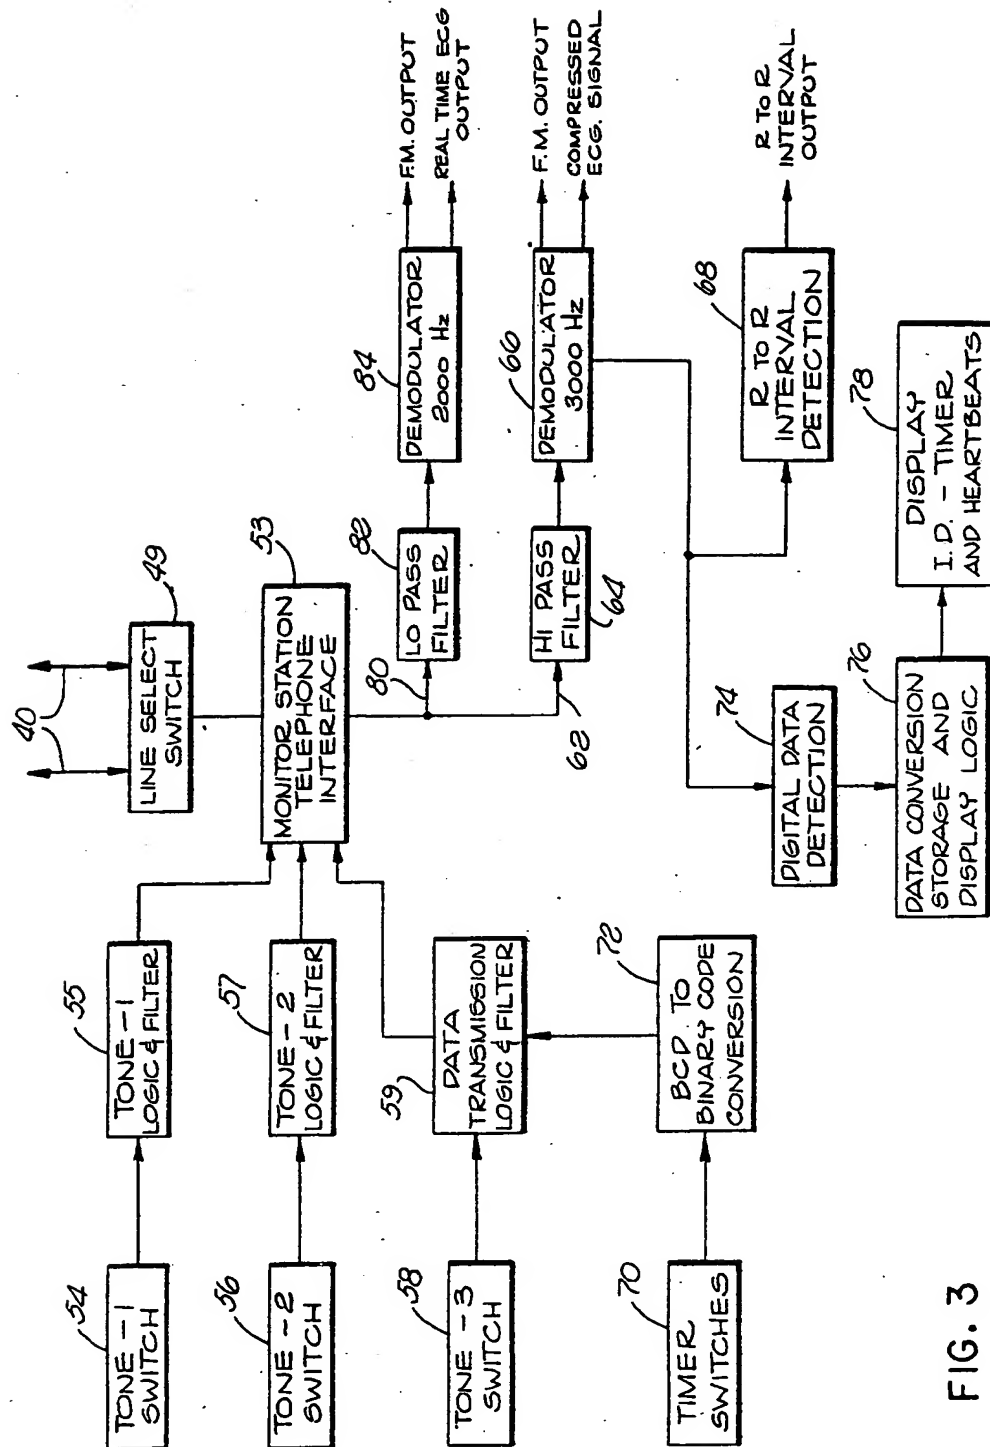 40
LINE SELECT
SWITCH
49
MONITOR STATION
TELEPHONE
INTERFACE
53
TONE-1
SWITCH
54
TONE-1
LOGIC & FILTER
55
TONE-2
SWITCH
56
TONE-2
LOGIC & FILTER
57
TONE-3
SWITCH
58
DATA
TRANSMISSION
LOGIC & FILTER
59
TIMER
SWITCHES
70
BCD TO
BINARY CODE
CONVERSION
72
80
LO PASS
FILTER
82
DEMODULATOR
2000 Hz
84
F.M. OUTPUT
REAL TIME ECG
OUTPUT
62
HI PASS
FILTER
64
DEMODULATOR
3000 Hz
66
F.M. OUTPUT
COMPRESSED
ECG. SIGNAL
R TO R
INTERVAL
DETECTION
68
R TO R
INTERVAL
OUTPUT
DIGITAL DATA
DETECTION
74
DATA CONVERSION
STORAGE AND
DISPLAY LOGIC
76
DISPLAY
I.D. - TIMER
AND HEARTBEATS
78
FIG. 3